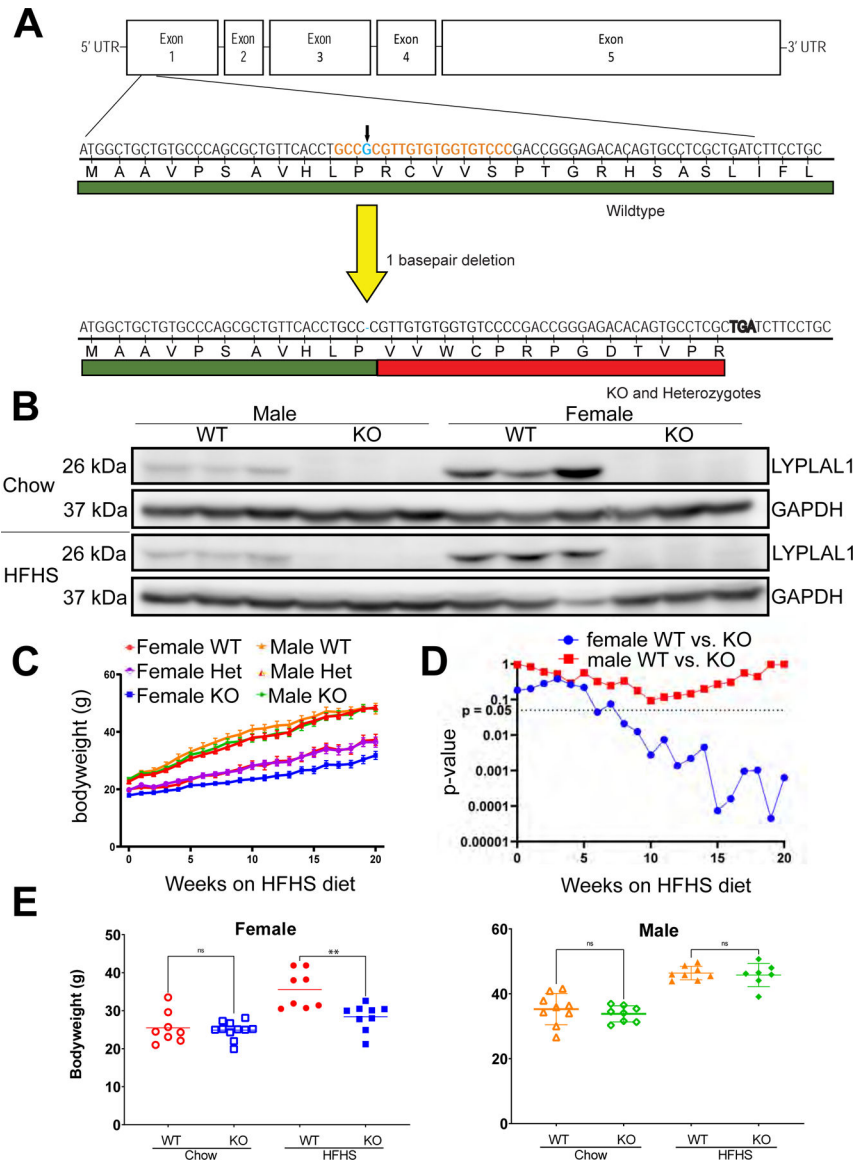 A
5' UTR
Exon 1
Exon 2
Exon 3
Exon 4
Exon 5
3' UTR
ATGGCTGCTGTGCCCAGCGCTGTTCACCTGCCGCGTTGTGTGGTGTCCCGACCGGGAGACACAGTGCCTCGCTGATCTTCCTGC
M A A V P S A V H L P R C V V S P T G R H S A S L I F L
Wildtype
1 basepair deletion
ATGGCTGCTGTGCCCAGCGCTGTTCACCTGCC-CGTTGTGTGGTGTCCCCGACCGGGAGACACAGTGCCTCGCTGATCTTCCTGC
M A A V P S A V H L P V V W C P R P G D T V P R
KO and Heterozygotes
B
Male Female
WT KO WT KO
Chow
26 kDa LYPLAL1
37 kDa GAPDH
HFHS
26 kDa LYPLAL1
37 kDa GAPDH
C
Female WT Male WT
Female Het Male Het
Female KO Male KO
bodyweight (g)
60
40
20
0
0 5 10 15 20
Weeks on HFHS diet
D
female WT vs. KO
male WT vs. KO
p-value
1
0.1
p = 0.05
0.001
0.0001
0.00001
0 5 10 15 20
Weeks on HFHS diet
E
Female
Bodyweight (g)
50
40
30
20
10
0
ns
**
WT KO WT KO
Chow HFHS
Male
60
40
20
0
ns
ns
WT KO WT KO
Chow HFHS